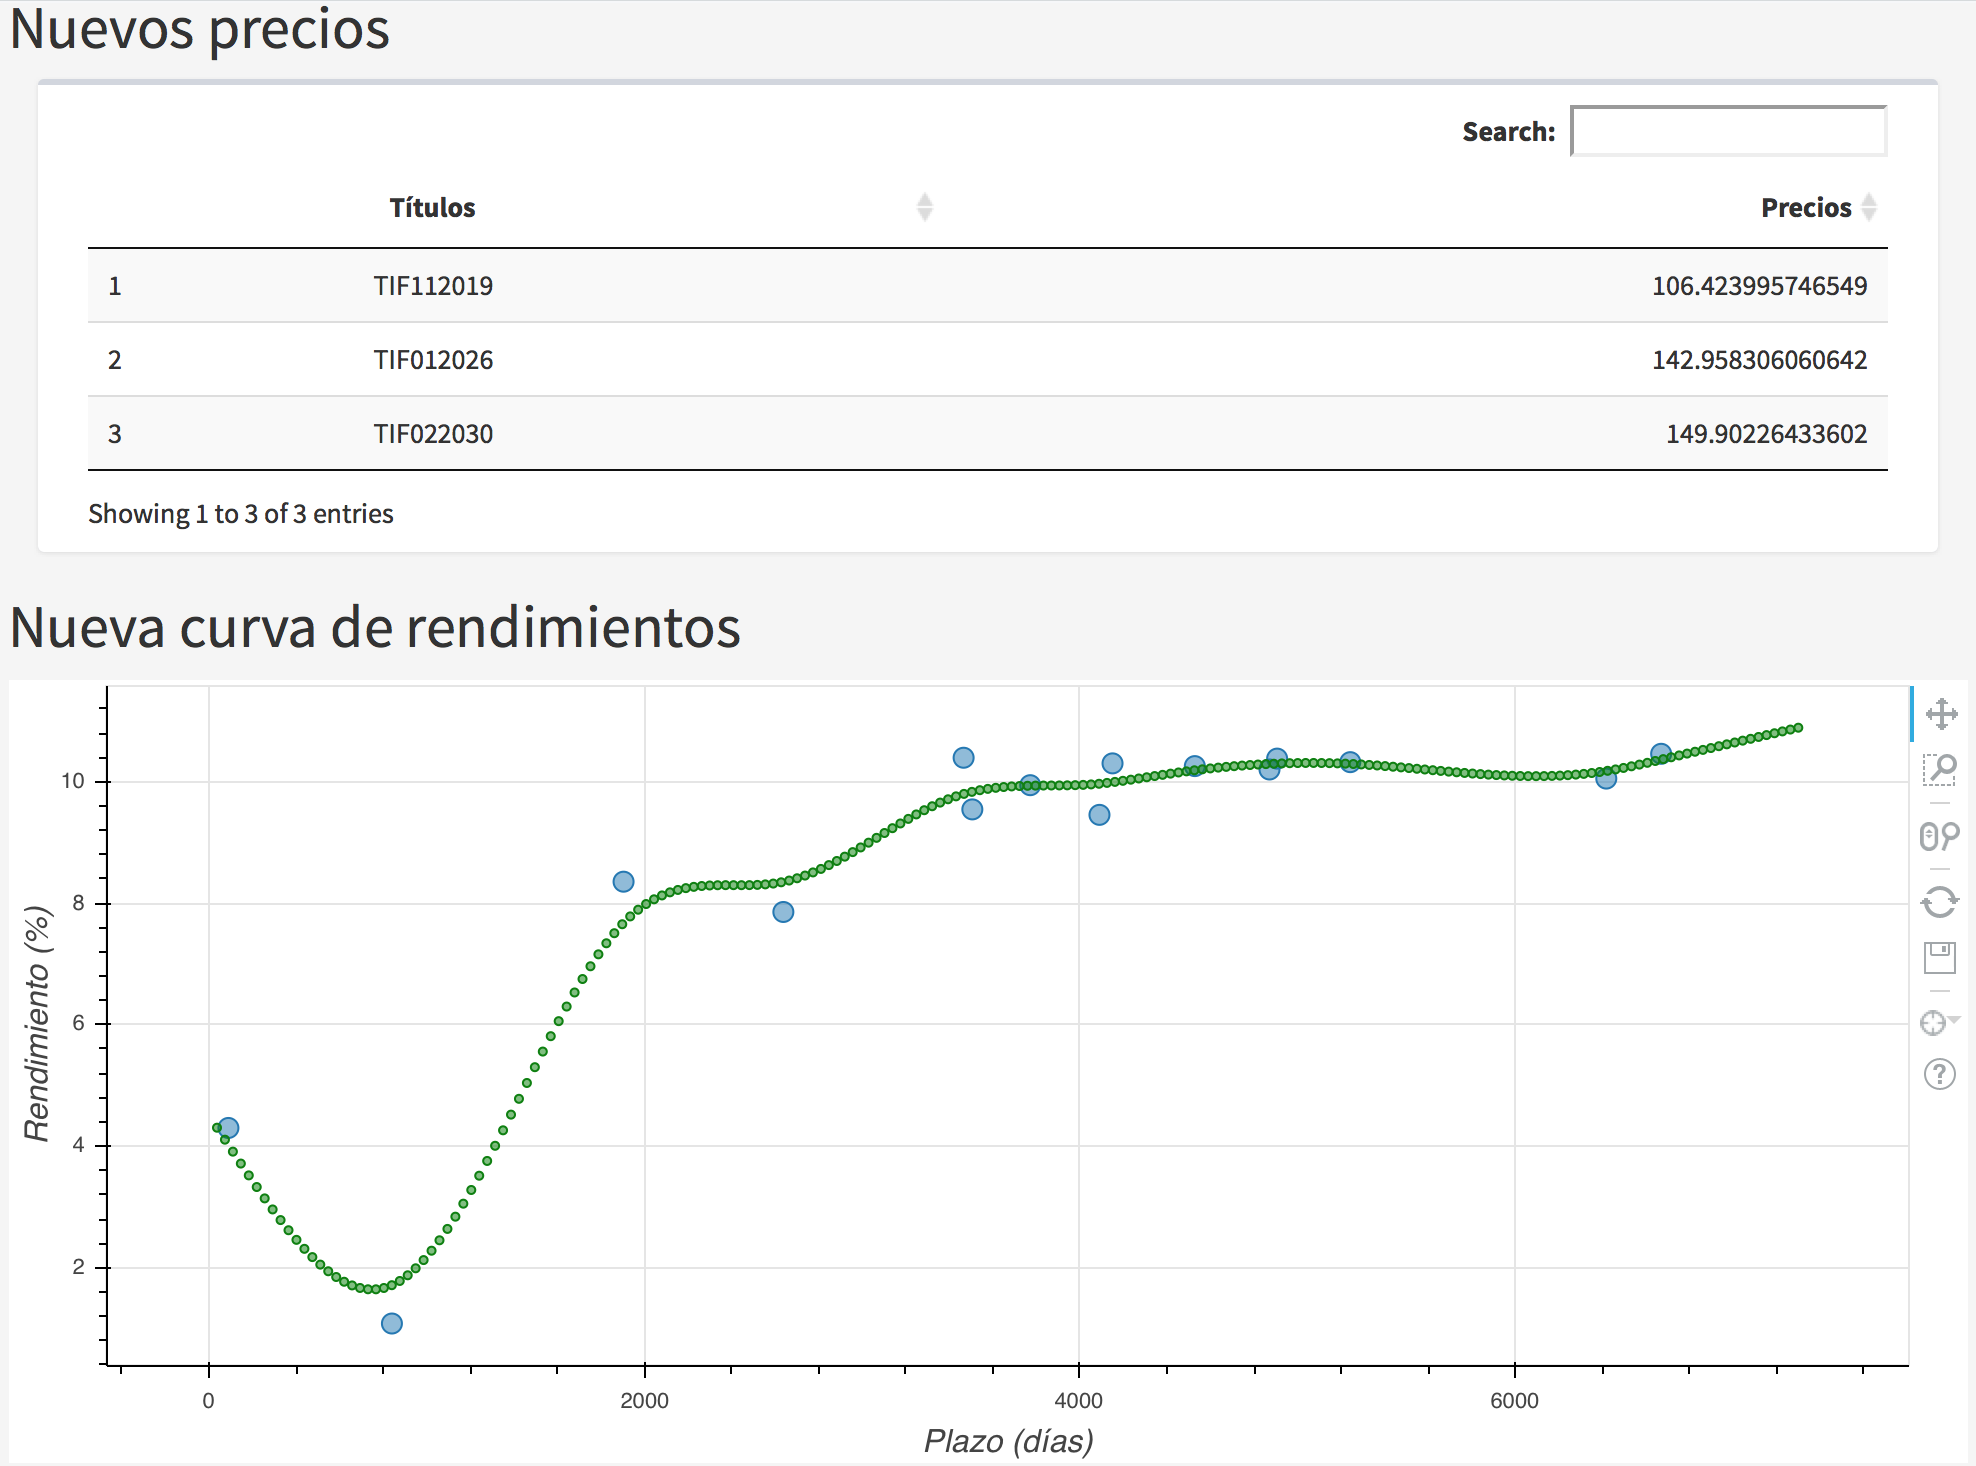 Nuevos precios
Search:
Títulos Precios
1 TIF112019 106.423995746549
2 TIF012026 142.958306060642
3 TIF022030 149.90226433602
Showing 1 to 3 of 3 entries
Nueva curva de rendimientos
10
8
6
4
2
Rendimiento (%)
0 2000 4000 6000
Plazo (días)
?